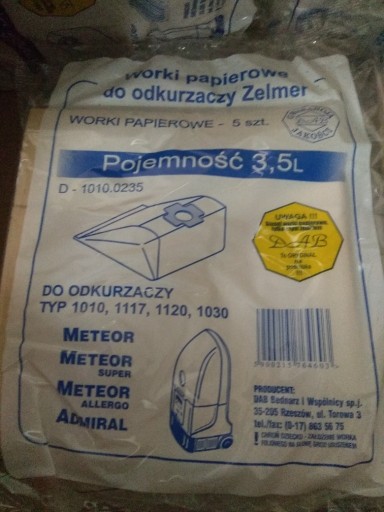 Worki papierowe
do odkurzaczy Zelmer
WORKI PAPIEROWE - 5 szt.
JAKOŚCI
Pojemność 3,5L
D - 1010.0235
UWAGA !!!
DAB
DO ODKURZACZY
TYP 1010, 1117, 1120, 1030
METEOR
METEOR
SUPER
METEOR
ALLERGO
ADMIRAL
PRODUCENT:
DAB Bednarz i Wspólnicy sp.j.
35-205 Rzeszów, ul. Torowa 3
tel./fax: (0-17) 863 56 75